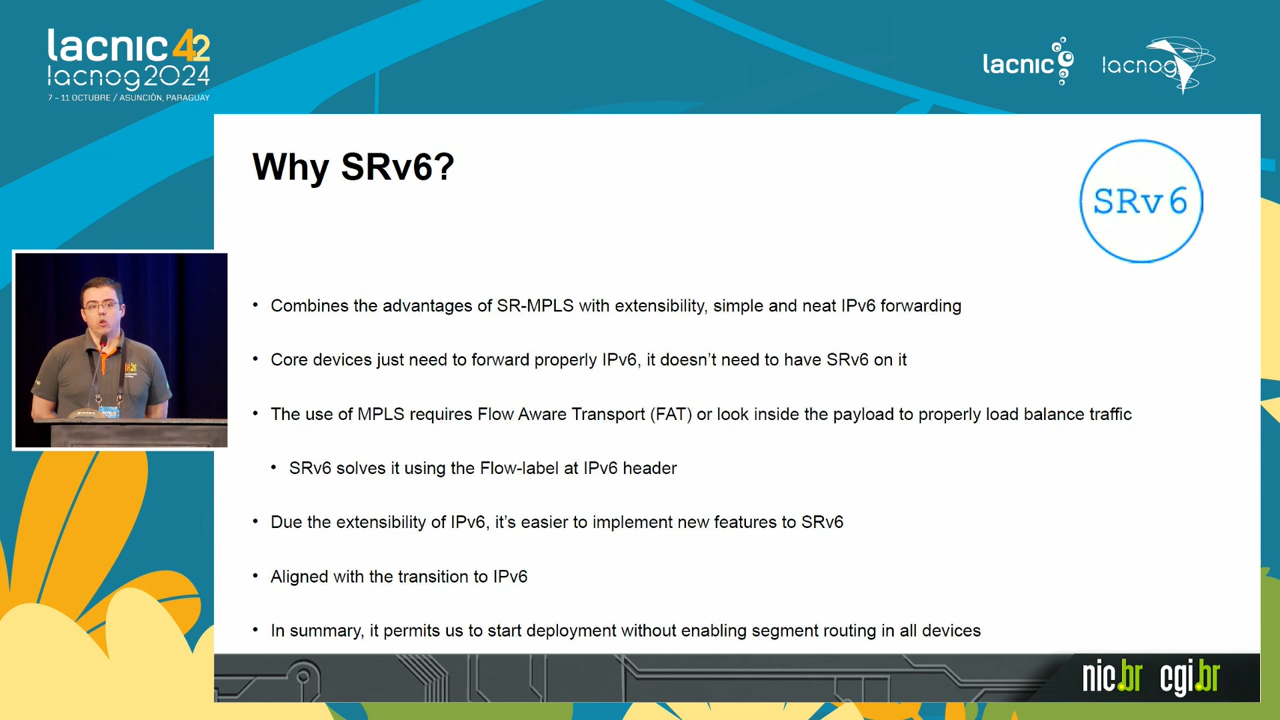 lacnic 42
lacnog2024
7 - 11 OCTUBRE / ASUNCIÓN, PARAGUAY
lacnic
lacnog
Why SRv6?
SRv6
• Combines the advantages of SR-MPLS with extensibility, simple and neat IPv6 forwarding
• Core devices just need to forward properly IPv6, it doesn't need to have SRv6 on it
• The use of MPLS requires Flow Aware Transport (FAT) or look inside the payload to properly load balance traffic
• SRv6 solves it using the Flow-label at IPv6 header
• Due the extensibility of IPv6, it's easier to implement new features to SRv6
• Aligned with the transition to IPv6
• In summary, it permits us to start deployment without enabling segment routing in all devices
nic.br cgi.br